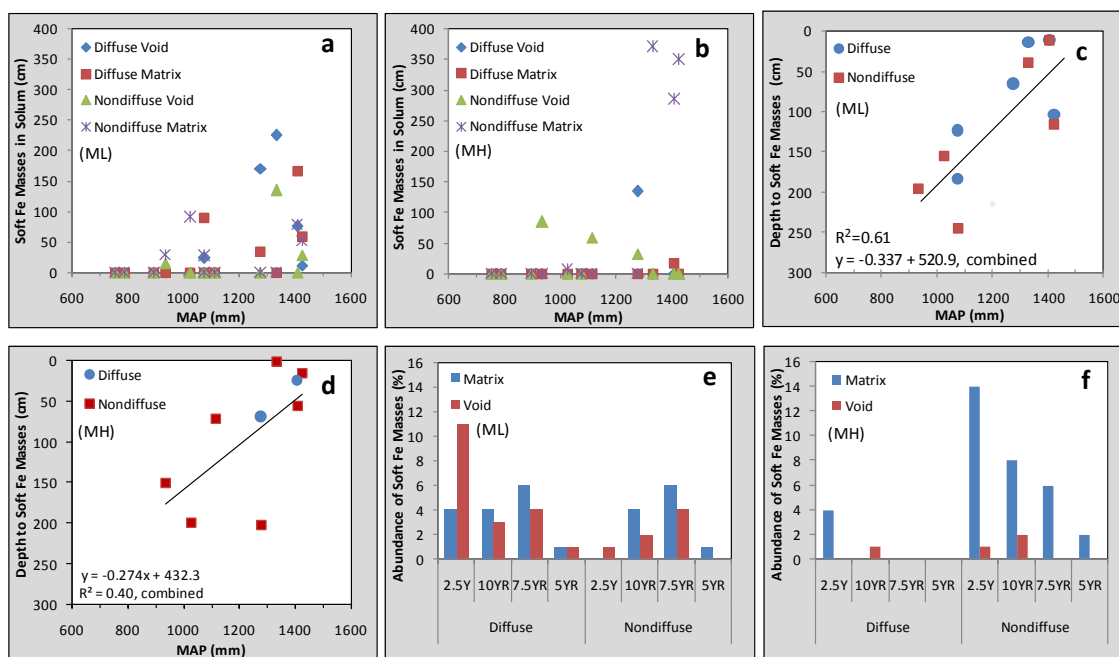 a
Soft Fe Masses in Solum (cm)
400
350
300
250
200
150
100
50
0
Diffuse Void
Diffuse Matrix
Nondiffuse Void
Nondiffuse Matrix
(ML)
600 800 1000 1200 1400 1600
MAP (mm)
b
Soft Fe Masses in Solum (cm)
400
350
300
250
200
150
100
50
0
Diffuse Void
Diffuse Matrix
Nondiffuse Void
Nondiffuse Matrix
(MH)
600 800 1000 1200 1400 1600
MAP (mm)
c
Depth to Soft Fe Masses (cm)
0
50
100
150
200
250
300
Diffuse
Nondiffuse
(ML)
R²=0.61
y = -0.337 + 520.9, combined
600 800 1000 1200 1400 1600
MAP (mm)
d
Depth to Soft Fe Masses (cm)
0
50
100
150
200
250
300
Diffuse
Nondiffuse
(MH)
y = -0.274x + 432.3
R² = 0.40, combined
600 800 1000 1200 1400 1600
MAP (mm)
e
Abundance of Soft Fe Masses (%)
16
14
12
10
8
6
4
2
0
Matrix
Void
(ML)
2.5Y 10YR 7.5YR 5YR 2.5Y 10YR 7.5YR 5YR
Diffuse Nondiffuse
f
Abundance of Soft Fe Masses (%)
16
14
12
10
8
6
4
2
0
Matrix
Void
(MH)
2.5Y 10YR 7.5YR 5YR 2.5Y 10YR 7.5YR 5YR
Diffuse Nondiffuse